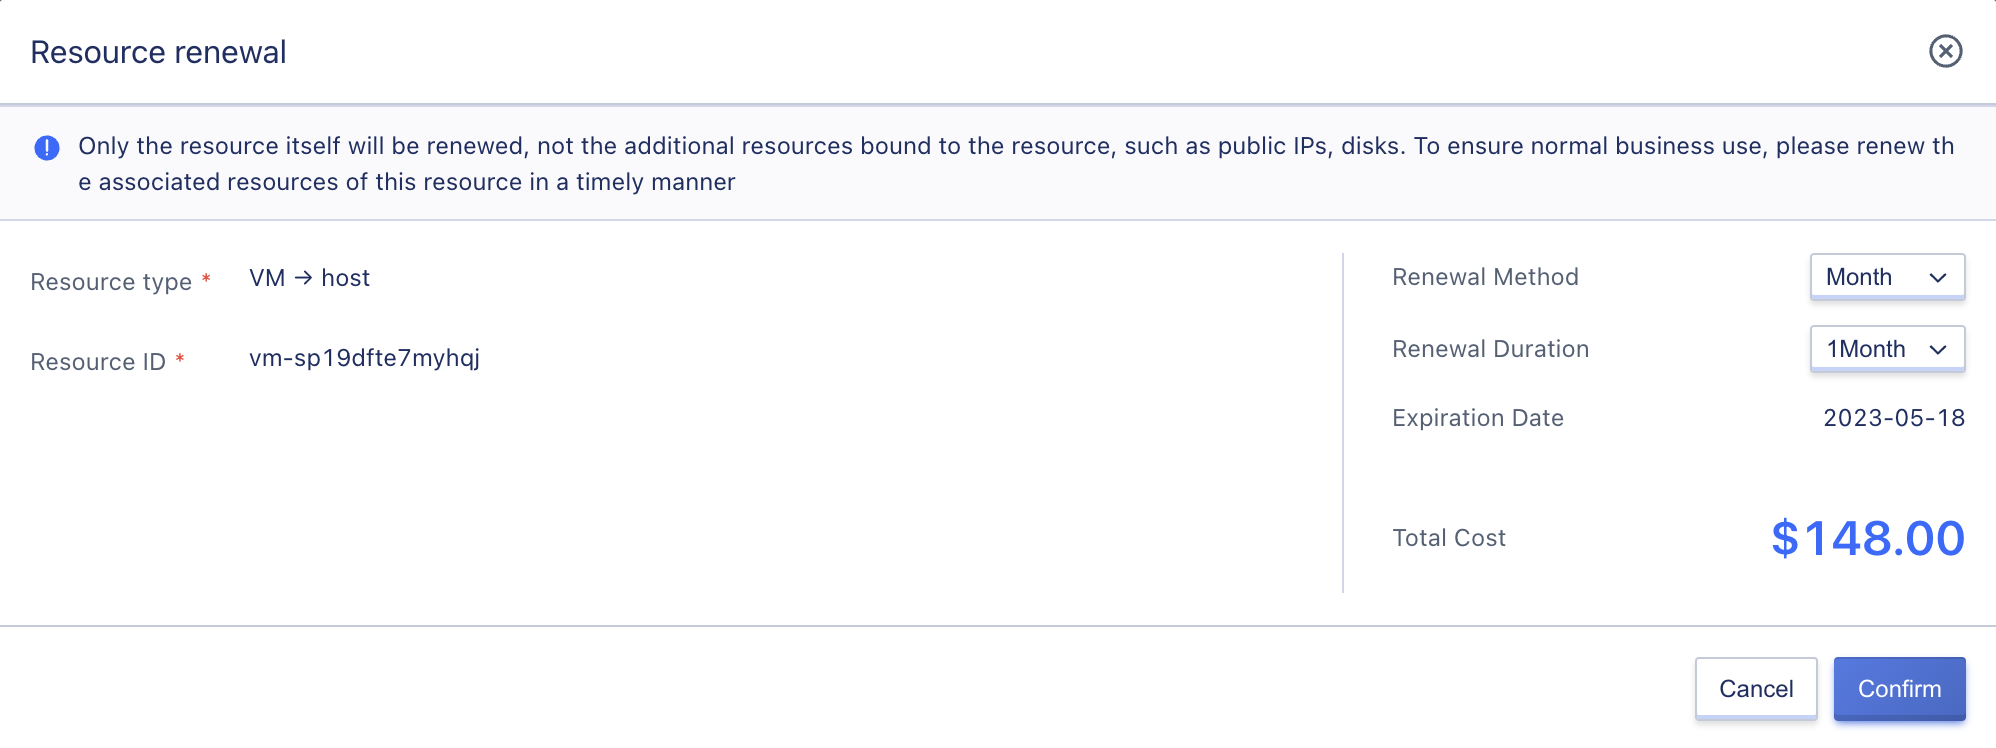 Resource renewal
Only the resource itself will be renewed, not the additional resources bound to the resource, such as public IPs, disks. To ensure normal business use, please renew th
e associated resources of this resource in a timely manner
Resource type * VM → host
Resource ID * vm-sp19dfte7myhqj
Renewal Method Month
Renewal Duration 1Month
Expiration Date 2023-05-18
Total Cost $148.00
Cancel Confirm